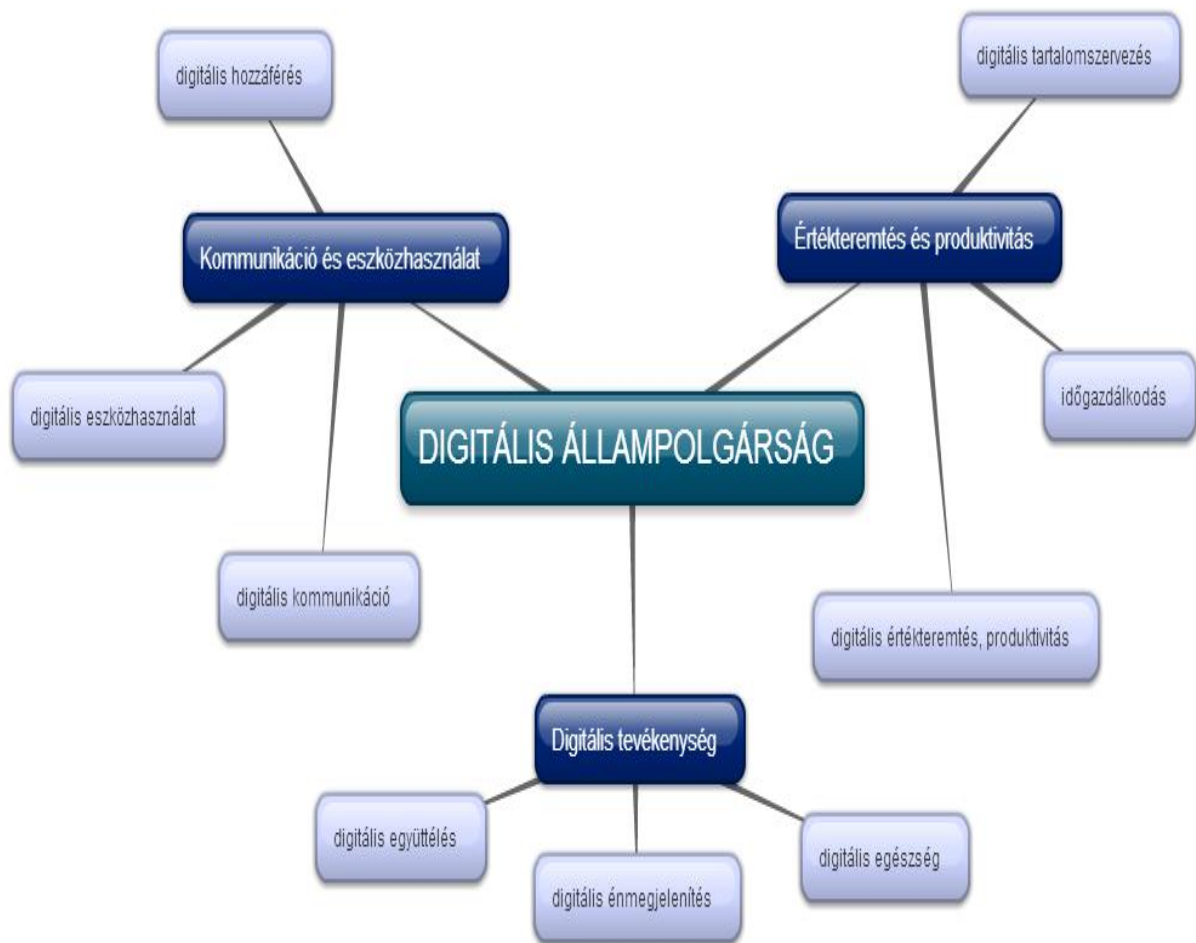 digitális hozzáférés
digitális tartalomszervezés
Kommunikáció és eszközhasználat
Értékteremtés és produktivitás
digitális eszközhasználat
időgazdálkodás
DIGITÁLIS ÁLLAMPOLGÁRSÁG
digitális kommunikáció
digitális értékteremtés, produktivitás
Digitális tevékenység
digitális együttélés
digitális énmegjelenítés
digitális egészség